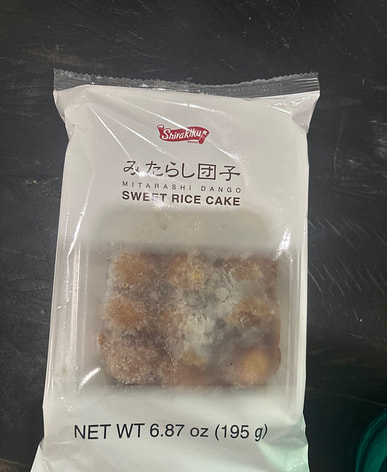 Shirakiku
みたらし団子
MITARASHI DANGO
SWEET RICE CAKE
NET WT 6.87 oz (195 g)